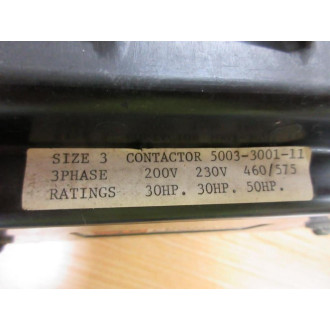 SIZE 3 CONTACTOR 5003-3001-11
3PHASE 200V 230V 460/575
RATINGS 30HP. 30HP. 50HP.